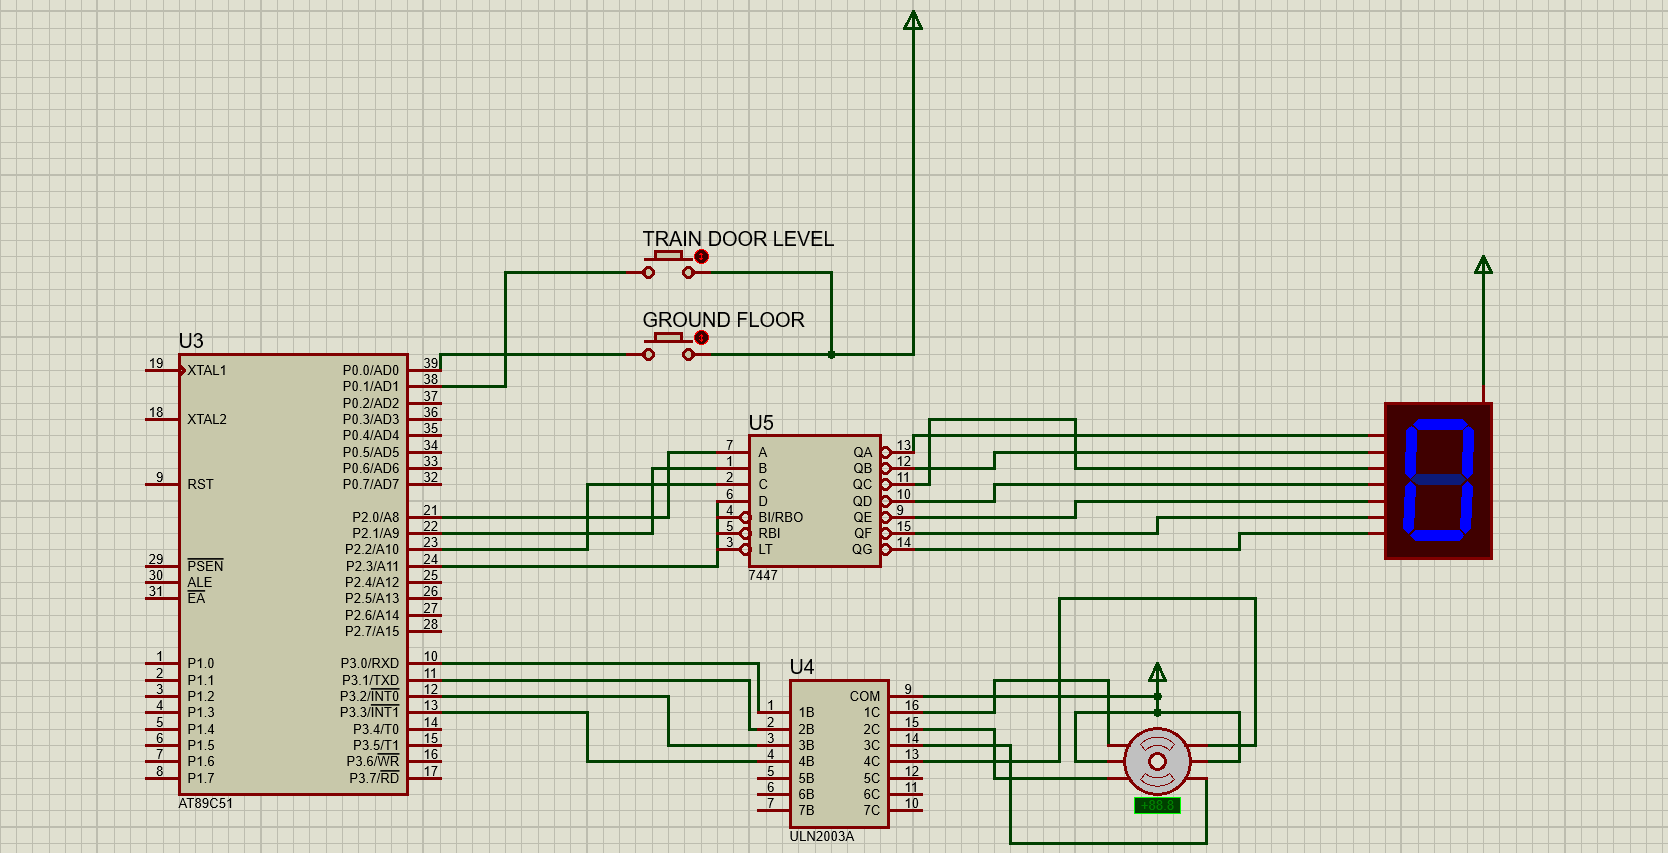 TRAIN DOOR LEVEL
GROUND FLOOR
U3
19 XTAL1 P0.0/AD0 39
P0.1/AD1 38
P0.2/AD2 37
18 XTAL2 P0.3/AD3 36
P0.4/AD4 35
P0.5/AD5 34
P0.6/AD6 33
9 RST P0.7/AD7 32
P2.0/A8 21
P2.1/A9 22
P2.2/A10 23
29 PSEN P2.3/A11 24
30 ALE P2.4/A12 25
31 EA P2.5/A13 26
P2.6/A14 27
P2.7/A15 28
1 P1.0 P3.0/RXD 10
2 P1.1 P3.1/TXD 11
3 P1.2 P3.2/INT0 12
4 P1.3 P3.3/INT1 13
5 P1.4 P3.4/T0 14
6 P1.5 P3.5/T1 15
7 P1.6 P3.6/WR 16
8 P1.7 P3.7/RD 17
AT89C51
U5
7 A QA 13
1 B QB 12
2 C QC 11
6 D QD 10
4 BI/RBO QE 9
5 RBI QF 15
3 LT QG 14
7447
U4
COM 9
1 1B 1C 16
2 2B 2C 15
3 3B 3C 14
4 4B 4C 13
5 5B 5C 12
6 6B 6C 11
7 7B 7C 10
ULN2003A
+88.8